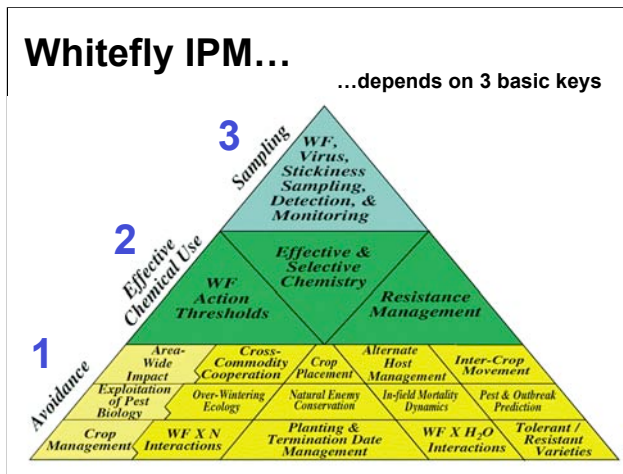 Whitefly IPM…
…depends on 3 basic keys
3
Sampling
WF,
Virus,
Stickiness
Sampling,
Detection, &
Monitoring
2
Effective
Chemical Use
WF
Action
Thresholds
Effective &
Selective
Chemistry
Resistance
Management
1
Avoidance
Area-
Wide
Impact
Cross-
Commodity
Cooperation
Crop
Placement
Alternate
Host
Management
Inter-Crop
Movement
Exploitation
of Pest
Biology
Over-Wintering
Ecology
Natural Enemy
Conservation
In-field Mortality
Dynamics
Pest & Outbreak
Prediction
Crop
Management
WF X N
Interactions
Planting &
Termination Date
Management
WF X H₂O
Interactions
Tolerant /
Resistant
Varieties